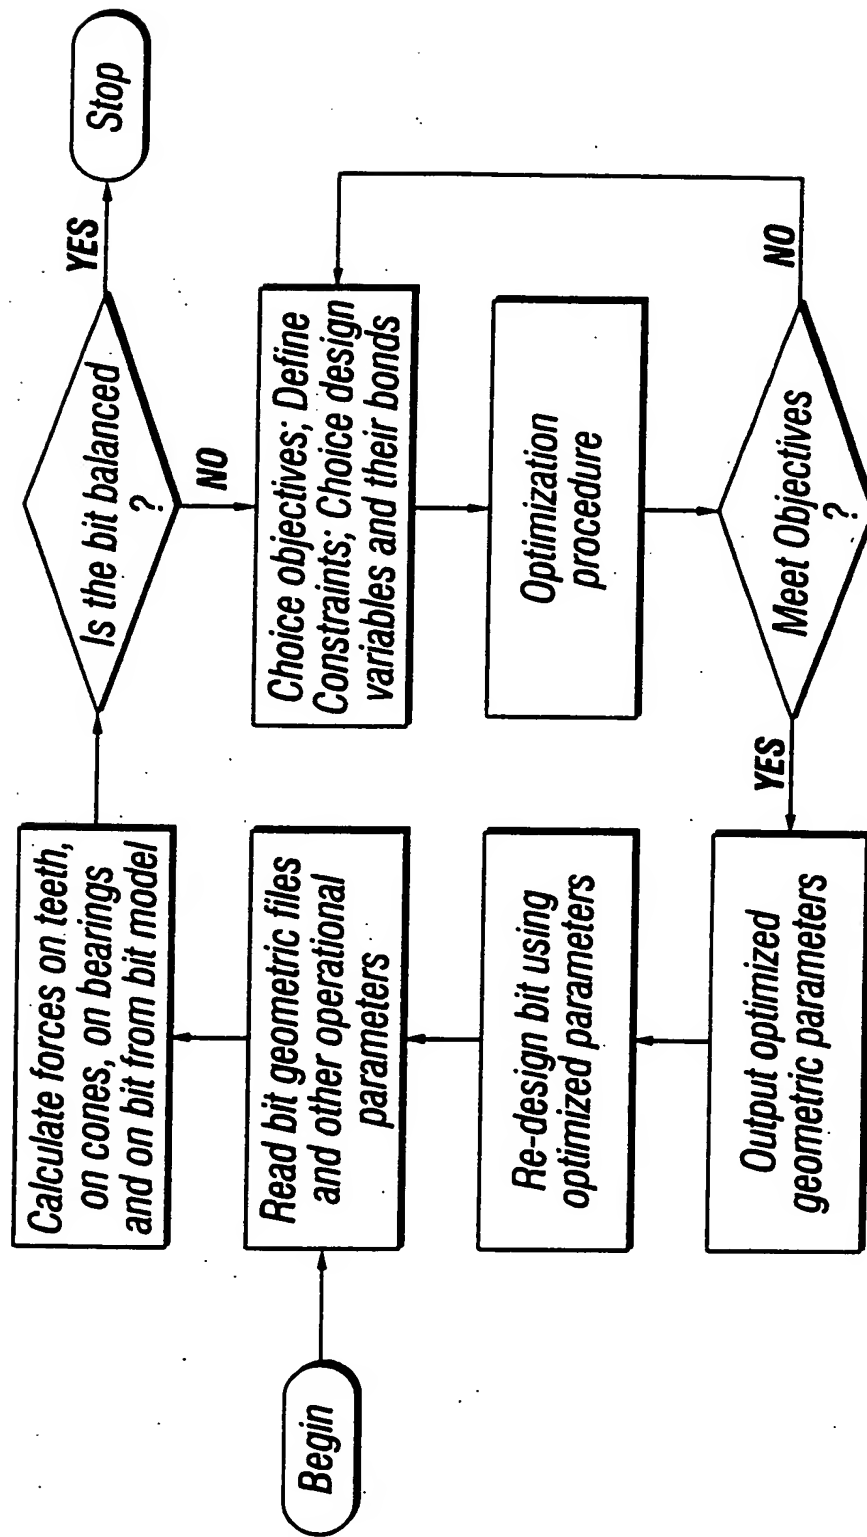 Begin
Calculate forces on teeth,
on cones, on bearings
and on bit from bit model
Read bit geometric files
and other operational
parameters
Re-design bit using
optimized parameters
Output optimized
geometric parameters
Is the bit balanced
?
YES
Stop
NO
Choice objectives; Define
Constraints; Choice design
variables and their bonds
Optimization
procedure
Meet Objectives
?
NO
YES